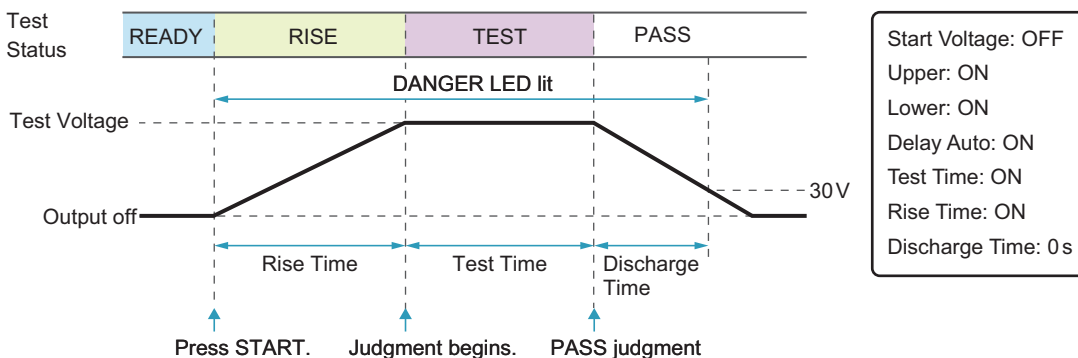 Test
Status
READY RISE TEST PASS
DANGER LED lit
Test Voltage
30 V
Output off
Rise Time Test Time Discharge
Time
Press START. Judgment begins. PASS judgment
Start Voltage: OFF
Upper: ON
Lower: ON
Delay Auto: ON
Test Time: ON
Rise Time: ON
Discharge Time: 0 s